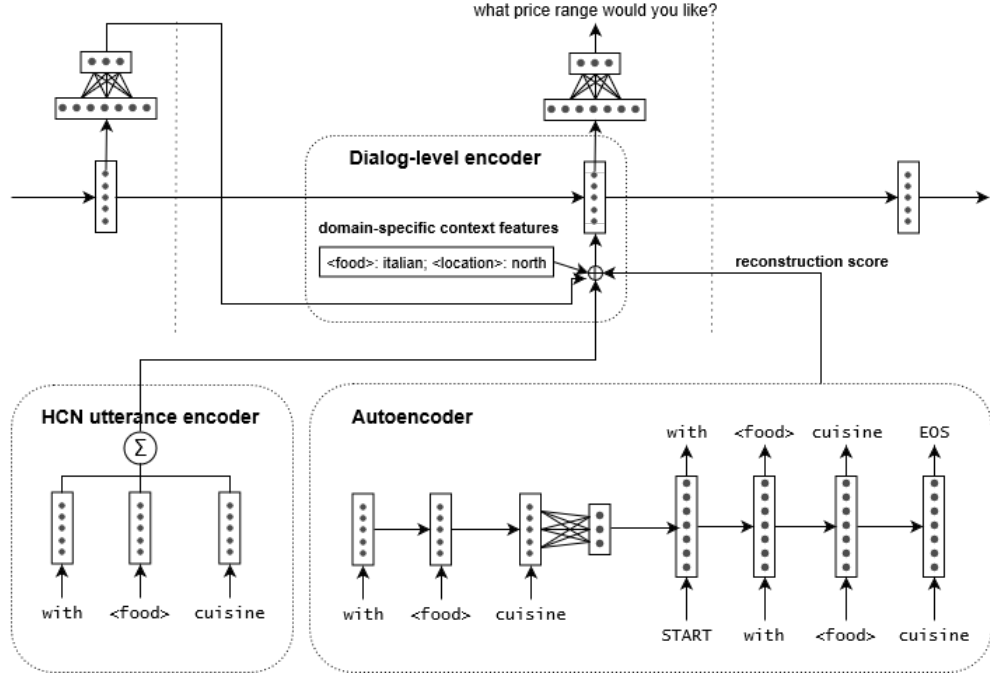 what price range would you like?
Dialog-level encoder
domain-specific context features
<food>: italian; <location>: north
reconstruction score
HCN utterance encoder
Σ
with <food> cuisine
Autoencoder
with <food> cuisine EOS
with <food> cuisine
START with <food> cuisine